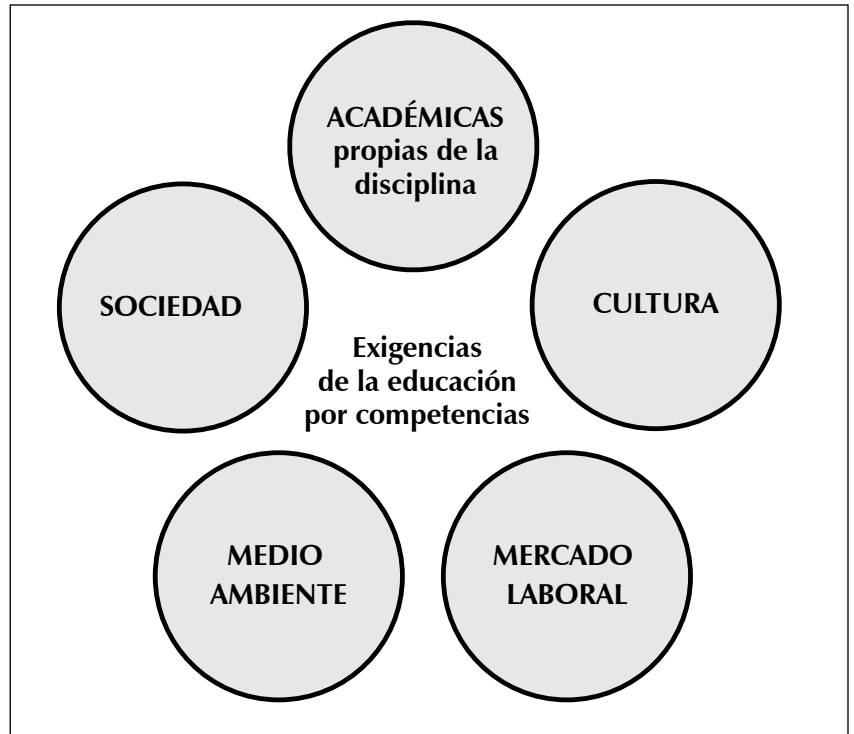 ACADÉMICAS
propias de la
disciplina
SOCIEDAD
CULTURA
Exigencias
de la educación
por competencias
MEDIO
AMBIENTE
MERCADO
LABORAL